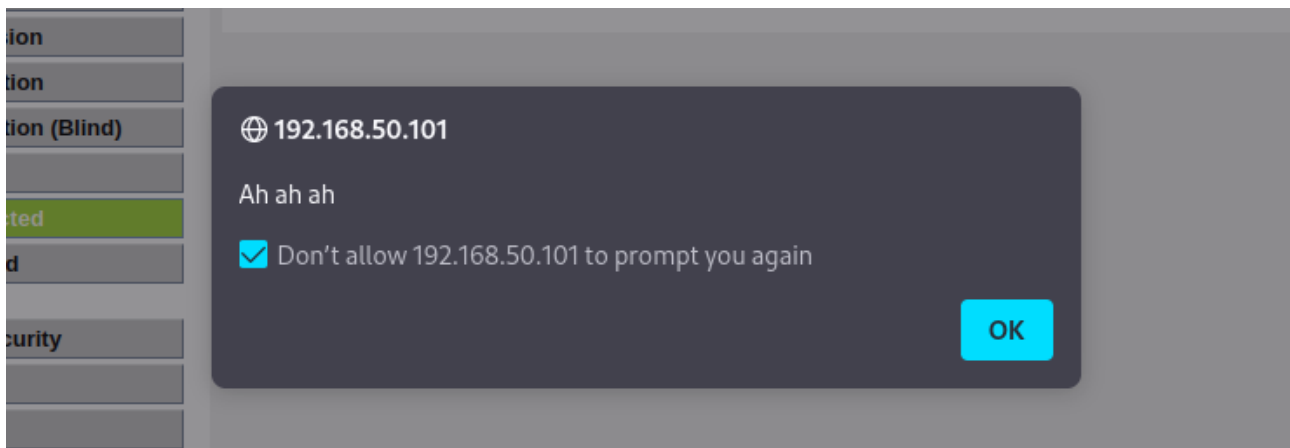 ion
tion
tion (Blind)
cted
d
curity
192.168.50.101
Ah ah ah
Don't allow 192.168.50.101 to prompt you again
OK